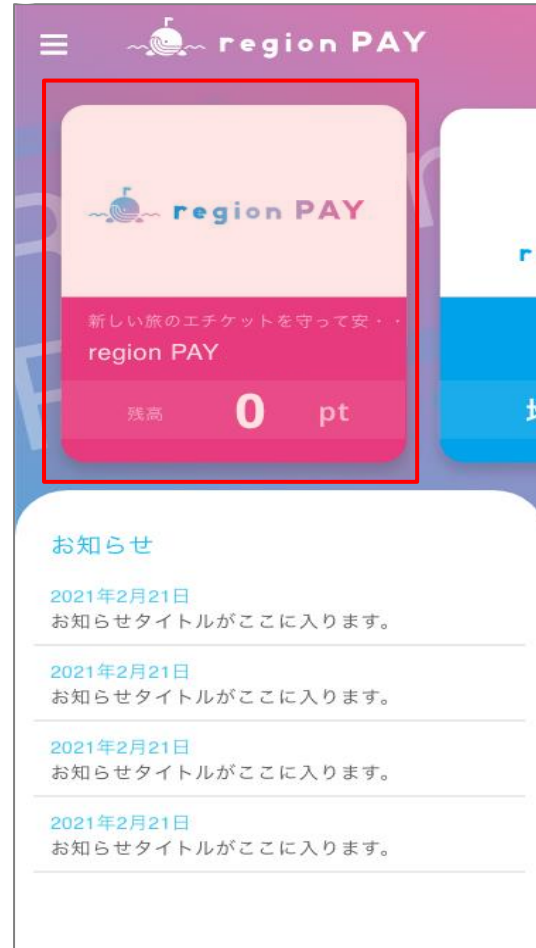 region PAY
region PAY
新しい旅のエチケットを守って安・・
region PAY
残高 0 pt
お知らせ
2021年2月21日
お知らせタイトルがここに入ります。
2021年2月21日
お知らせタイトルがここに入ります。
2021年2月21日
お知らせタイトルがここに入ります。
2021年2月21日
お知らせタイトルがここに入ります。